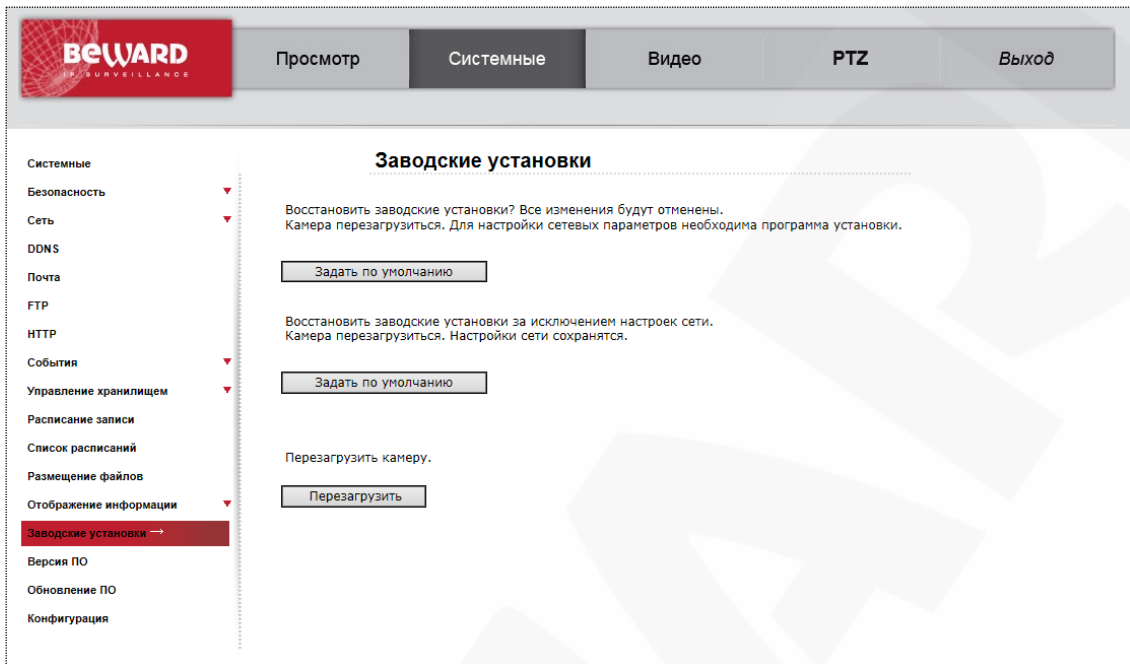 BEWARD
IP SURVEILLANCE
Просмотр
Системные
Видео
PTZ
Выход
Системные
Безопасность
Сеть
DDNS
Почта
FTP
HTTP
События
Управление хранилищем
Расписание записи
Список расписаний
Размещение файлов
Отображение информации
Заводские установки →
Версия ПО
Обновление ПО
Конфигурация
Заводские установки
Восстановить заводские установки? Все изменения будут отменены.
Камера перезагрузиться. Для настройки сетевых параметров необходима программа установки.
Задать по умолчанию
Восстановить заводские установки за исключением настроек сети.
Камера перезагрузиться. Настройки сети сохранятся.
Задать по умолчанию
Перезагрузить камеру.
Перезагрузить